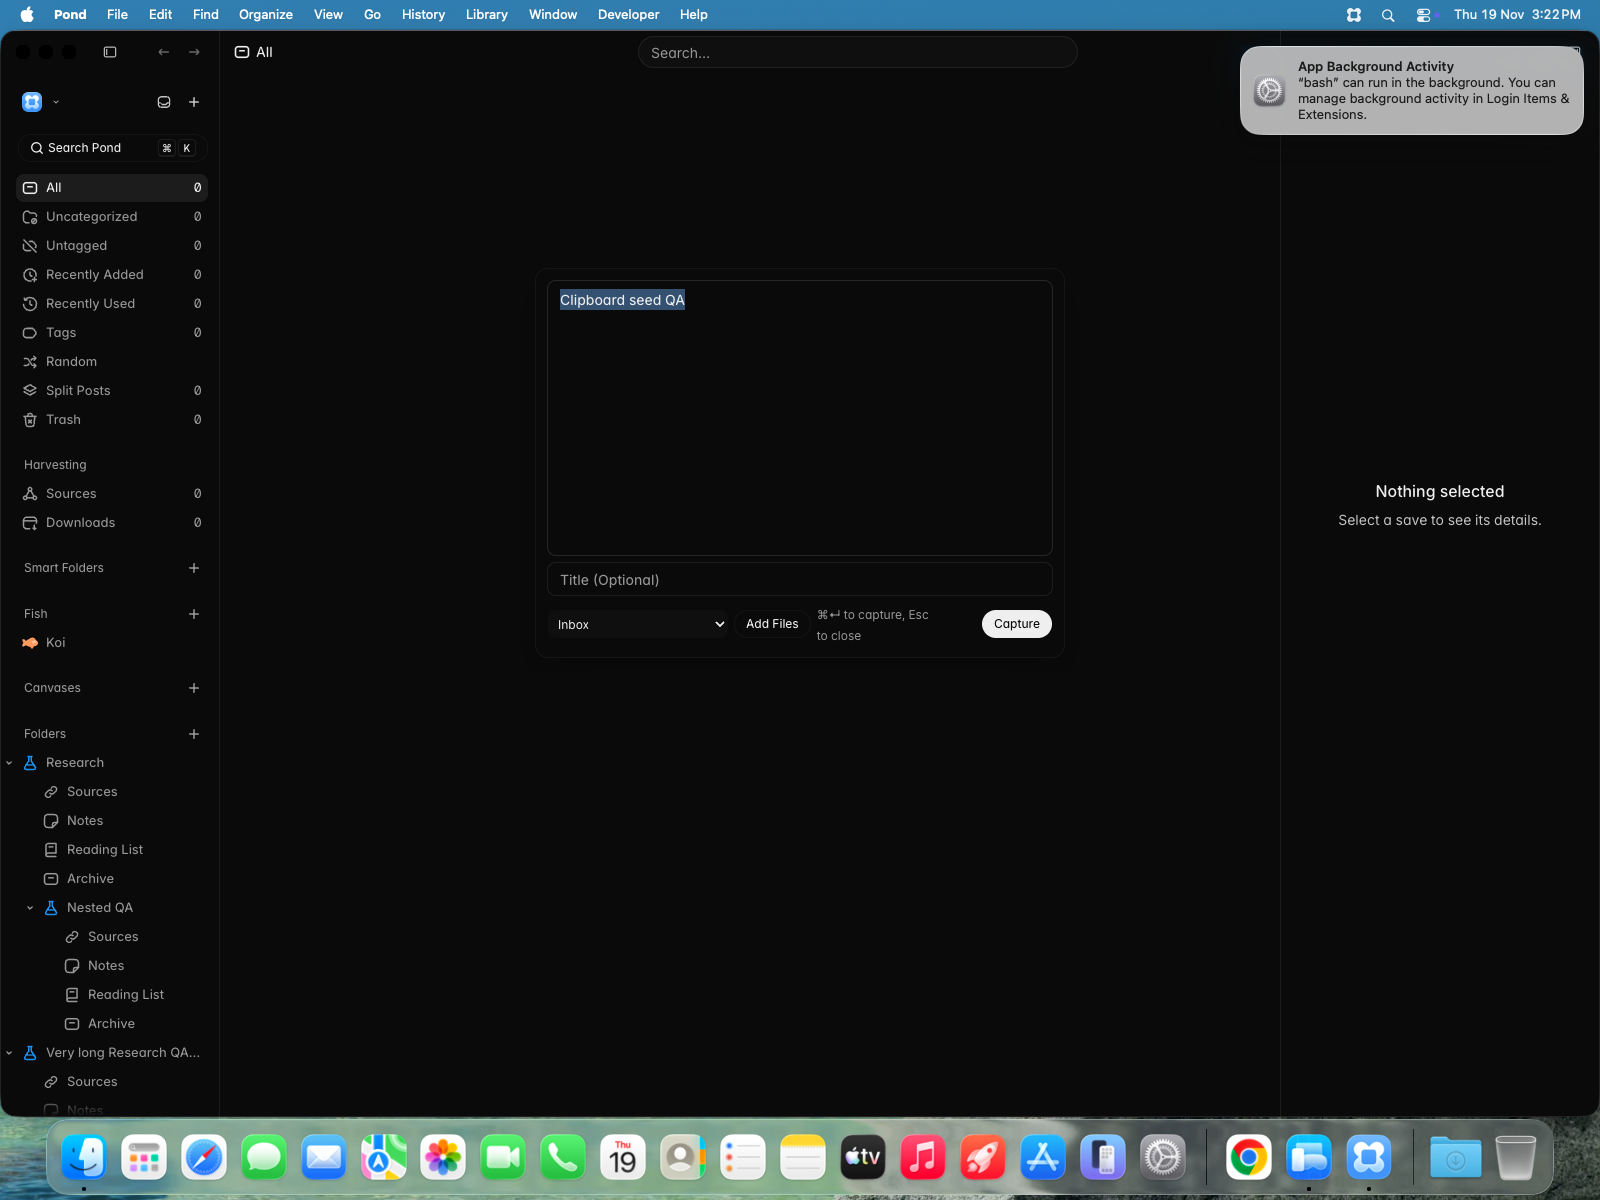 Pond File Edit Find Organize View Go History Library Window Developer Help Thu 19 Nov 3:22 PM
All
Search...
App Background Activity
“bash” can run in the background. You can
manage background activity in Login Items &
Extensions.
Search Pond ⌘ K
All 0
Uncategorized 0
Untagged 0
Recently Added 0
Recently Used 0
Tags 0
Random
Split Posts 0
Trash 0
Harvesting
Sources 0
Downloads 0
Smart Folders
Fish
Koi
Canvases
Folders
Research
Sources
Notes
Reading List
Archive
Nested QA
Sources
Notes
Reading List
Archive
Very long Research QA...
Sources
Notes
Clipboard seed QA
Title (Optional)
Inbox
Add Files
⌘↵ to capture, Esc
to close
Capture
Nothing selected
Select a save to see its details.
Thu
19
tv